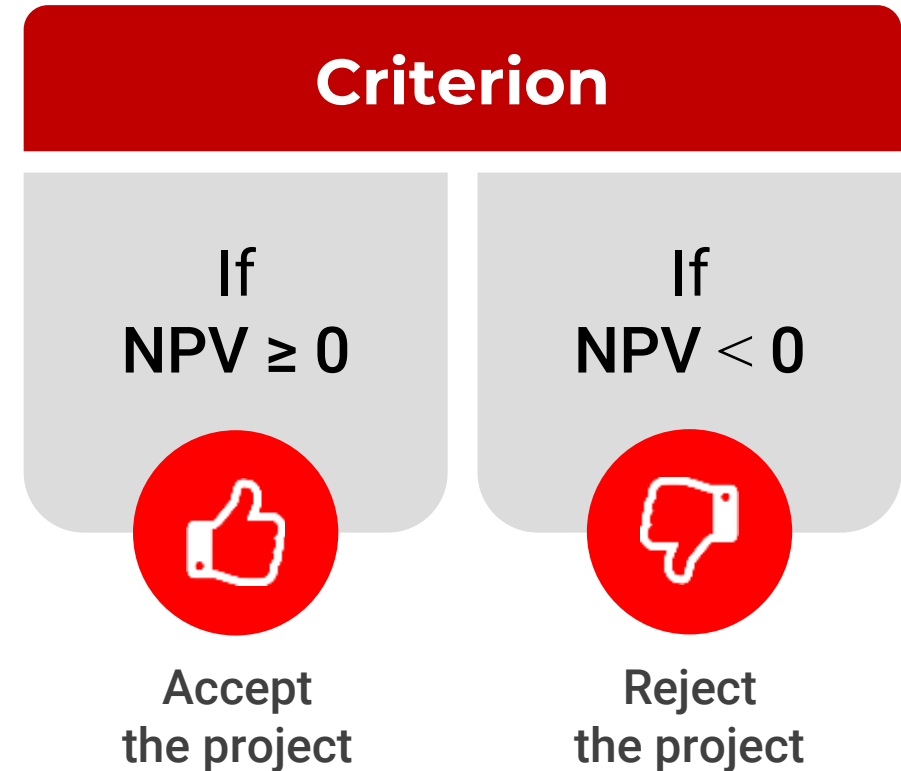 Criterion
If
NPV ≥ 0
Accept
the project
If
NPV < 0
Reject
the project